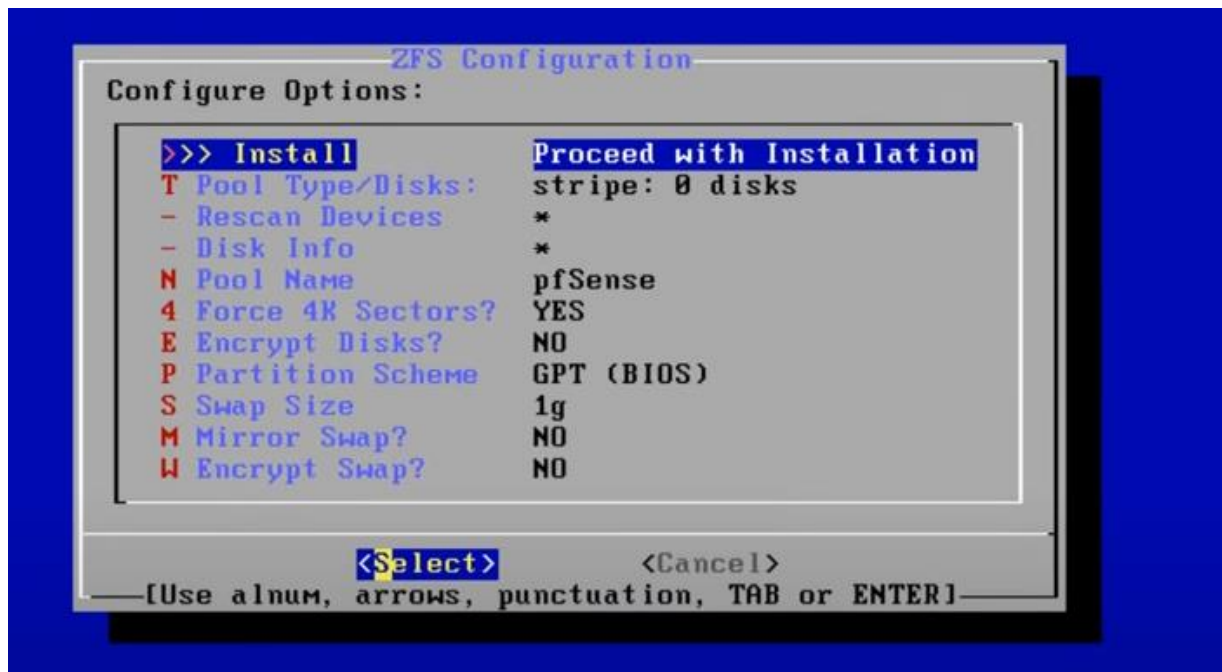 ZFS Configuration
Configure Options:
>>> Install Proceed with Installation
T Pool Type/Disks: stripe: 0 disks
- Rescan Devices *
- Disk Info *
N Pool Name pfSense
4 Force 4K Sectors? YES
E Encrypt Disks? NO
P Partition Scheme GPT (BIOS)
S Swap Size 1g
M Mirror Swap? NO
W Encrypt Swap? NO
<Select> <Cancel>
[Use alnum, arrows, punctuation, TAB or ENTER]